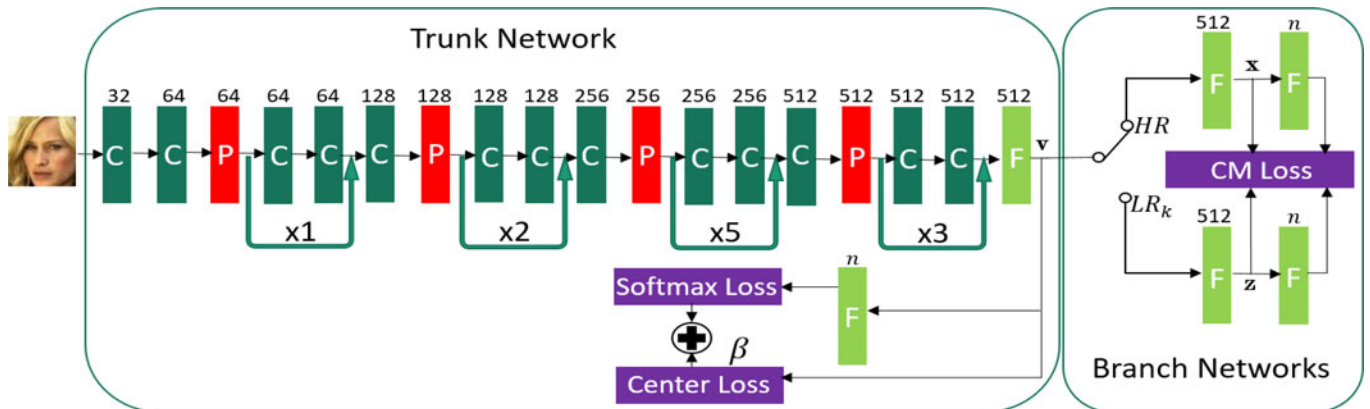 Trunk Network
32 64 64 64 64 128 128 128 128 256 256 256 256 512 512 512 512 512
C C P C C C P C C C P C C C P C C F
v
x1 x2 x5 x3
n
Softmax Loss
F
β
Center Loss
512 n
F x F
HR
CM Loss
LRk
512 n
F z F
Branch Networks